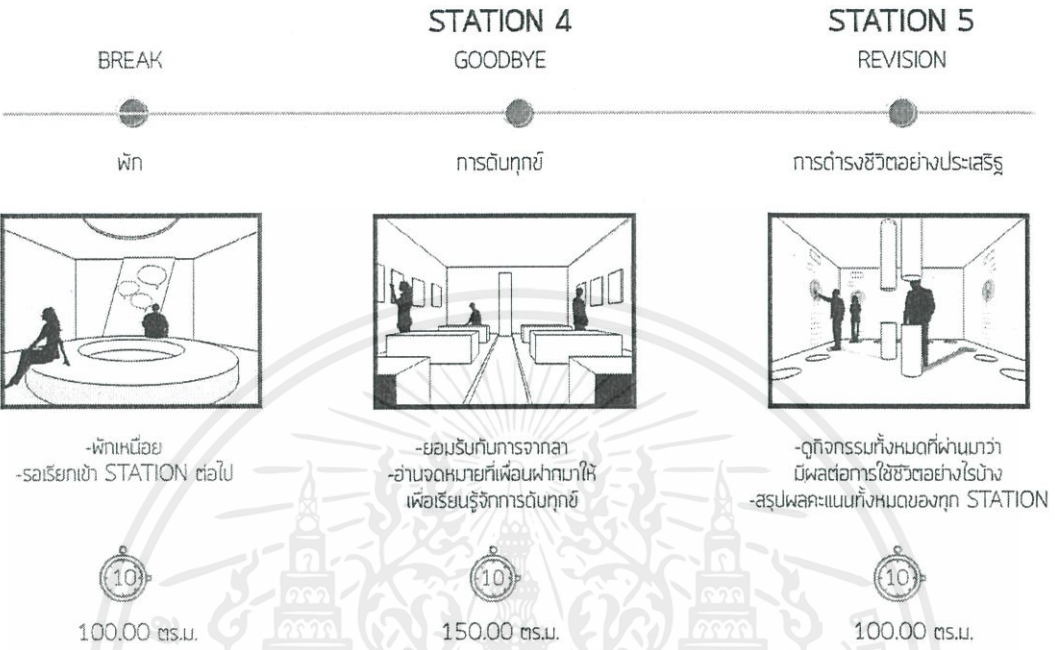 BREAK
พัก
-พักเหนื่อย
-รอเรียกเข้า STATION ต่อไป
10
100.00 ตร.ม.
STATION 4
GOODBYE
การดับทุกข์
-ยอมรับกับการจากลา
-อ่านจดหมายที่เพื่อนฝากมาให้
เพื่อเรียนรู้จักการดับทุกข์
10
150.00 ตร.ม.
STATION 5
REVISION
การดำรงชีวิตอย่างประเสริฐ
-ดูกิจกรรมทั้งหมดที่ผ่านมาว่า
มีผลต่อการใช้ชีวิตอย่างไรบ้าง
-สรุปผลคะแนนทั้งหมดของทุก STATION
10
100.00 ตร.ม.